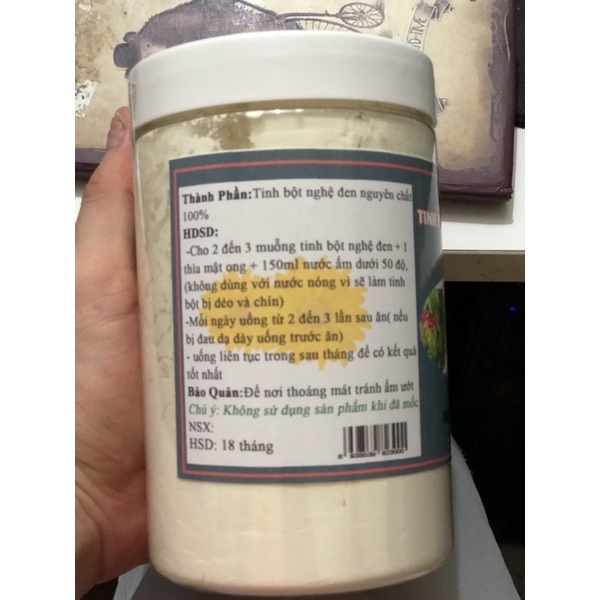 Thành Phần:Tinh bột nghệ đen nguyên chất
100%
HDSD:
-Cho 2 đến 3 muỗng tinh bột nghệ đen + 1
thìa mật ong + 150ml nước ấm dưới 50 độ,
(không dùng với nước nóng vì sẽ làm tinh
bột bị dẻo và chín)
-Mỗi ngày uống từ 2 đến 3 lần sau ăn( nếu
bị đau dạ dày uống trước ăn)
- uống liên tục trong sau tháng để có kết quả
tốt nhất
Bảo Quản:Để nơi thoáng mát tránh ẩm ướt
Chú ý: Không sử dụng sản phẩm khi đã mốc
NSX:
HSD: 18 tháng